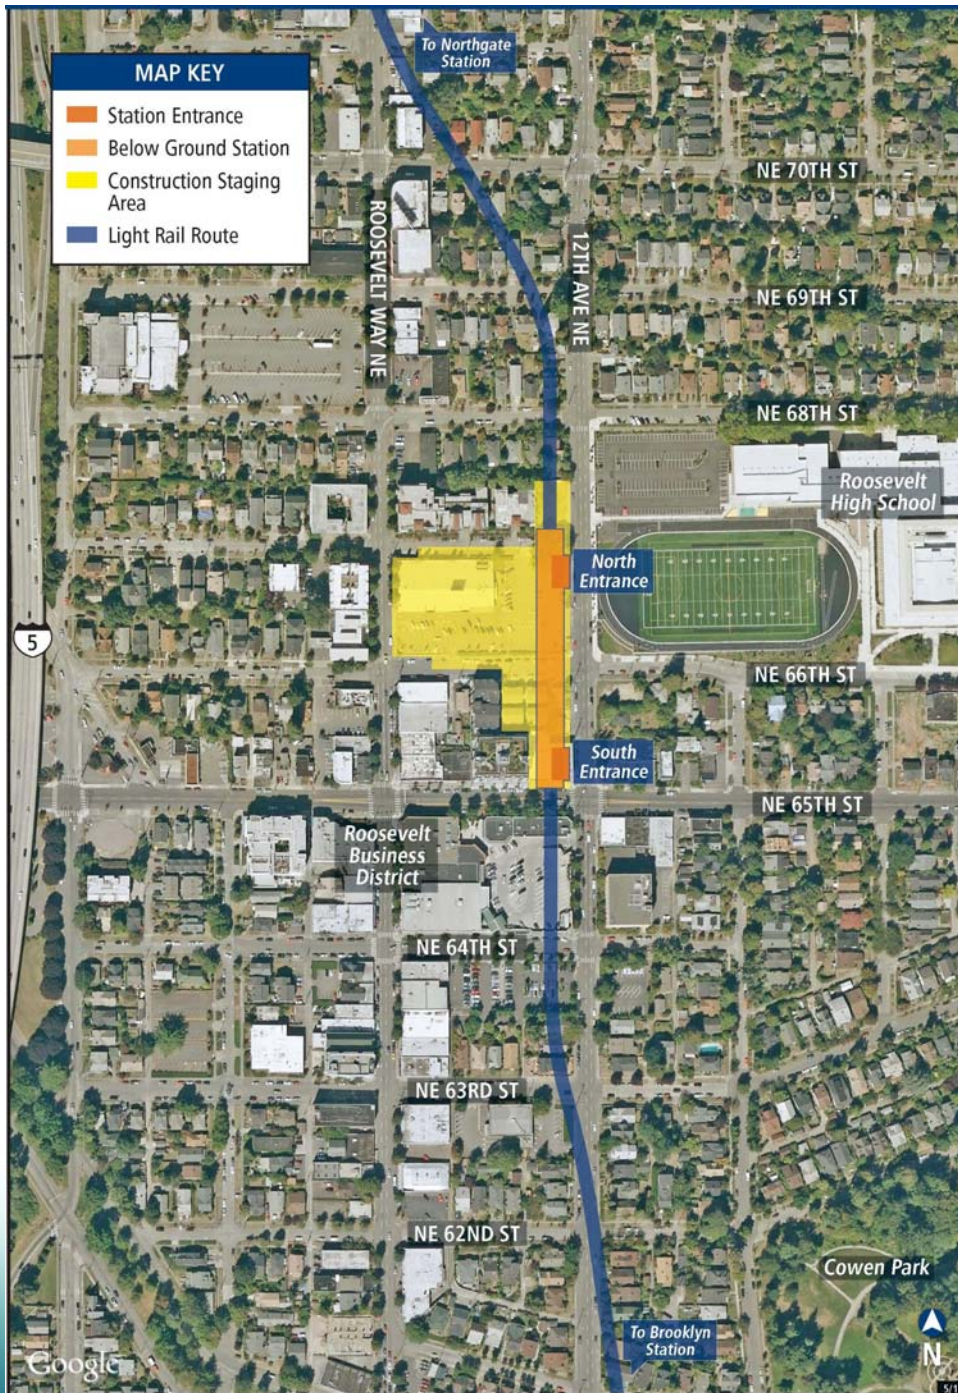 To Northgate
Station
MAP KEY
Station Entrance
Below Ground Station
Construction Staging
Area
Light Rail Route
NE 70TH ST
ROOSEVELT WAY NE
12TH AVE NE
NE 69TH ST
NE 68TH ST
Roosevelt
High School
North
Entrance
5
NE 66TH ST
South
Entrance
NE 65TH ST
Roosevelt
Business
District
NE 64TH ST
NE 63RD ST
NE 62ND ST
Cowen Park
To Brooklyn
Station
N
Google